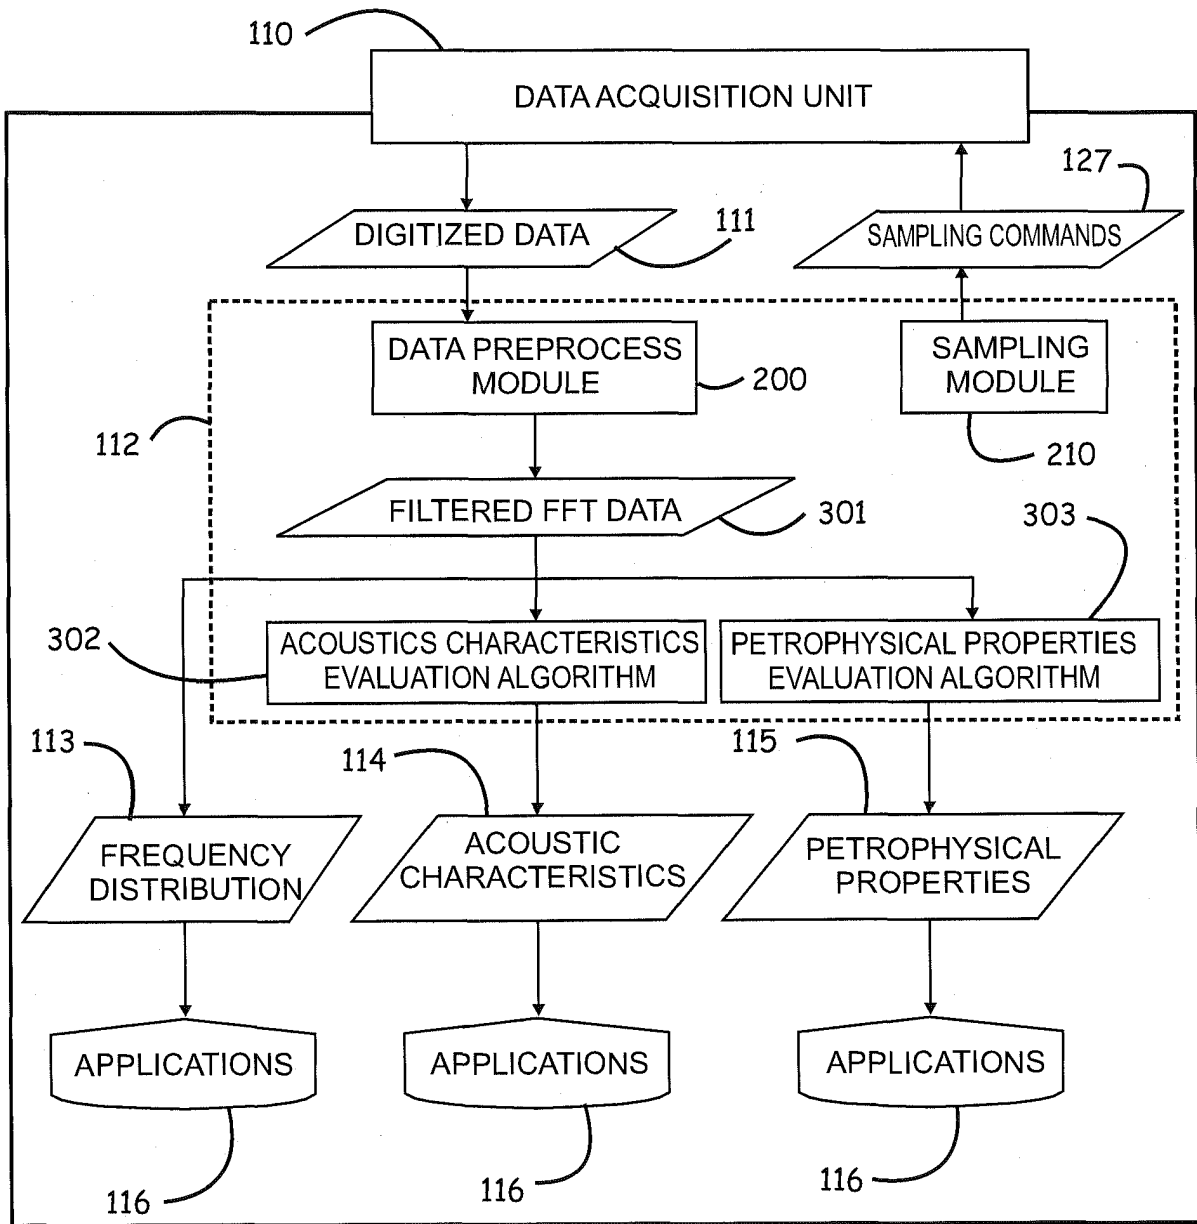 110
DATA ACQUISITION UNIT
127
DIGITIZED DATA
111
SAMPLING COMMANDS
DATA PREPROCESS
MODULE
200
SAMPLING
MODULE
112
210
FILTERED FFT DATA
301
303
302
ACOUSTICS CHARACTERISTICS
EVALUATION ALGORITHM
PETROPHYSICAL PROPERTIES
EVALUATION ALGORITHM
113
114
115
FREQUENCY
DISTRIBUTION
ACOUSTIC
CHARACTERISTICS
PETROPHYSICAL
PROPERTIES
APPLICATIONS
APPLICATIONS
APPLICATIONS
116
116
116